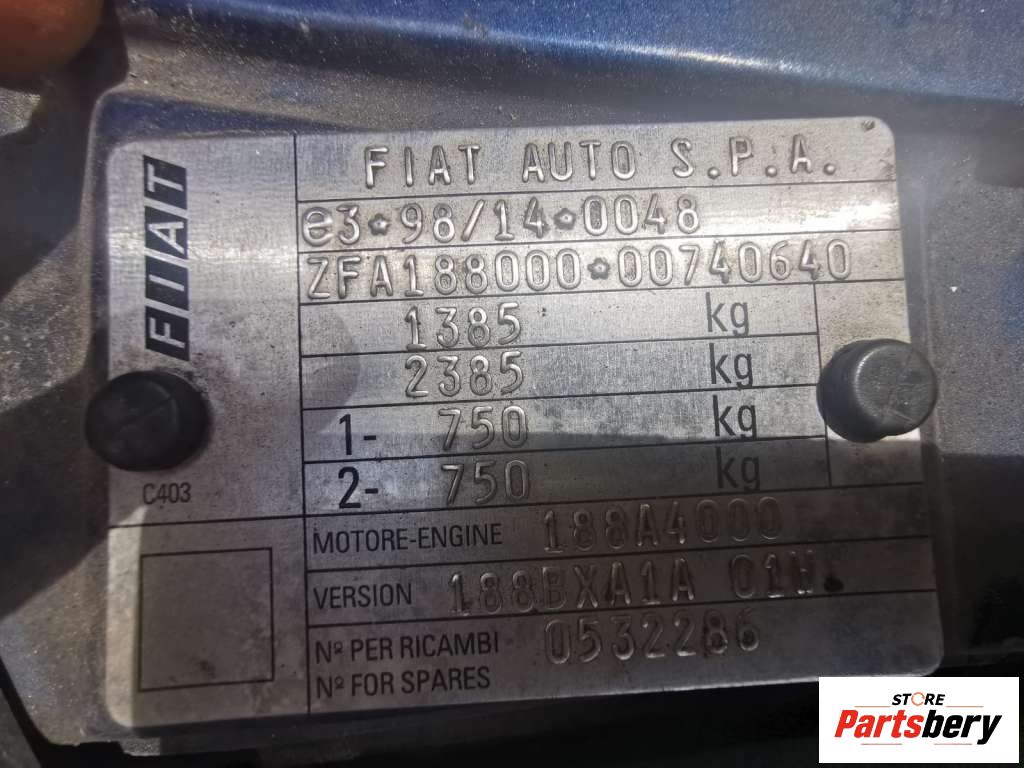 FIAT
FIAT AUTO S.P.A.
e3*98/14*0048
ZFA188000*00740640
1385 kg
2385 kg
1- 750 kg
2- 750 kg
C403
MOTORE-ENGINE 188A4000
VERSION 188BXA1A 01W
Nº PER RICAMBI 0532286
Nº FOR SPARES
STORE
Partsbery